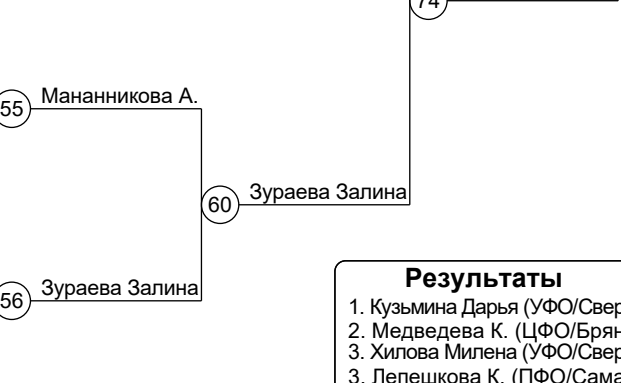 74
Мананникова А.
55
Зураева Залина
60
Зураева Залина
56
Результаты
1. Кузьмина Дарья (УФО/Свер
2. Медведева К. (ЦФО/Брян
3. Хилова Милена (УФО/Свер
3. Лепешкова К. (ПФО/Сама